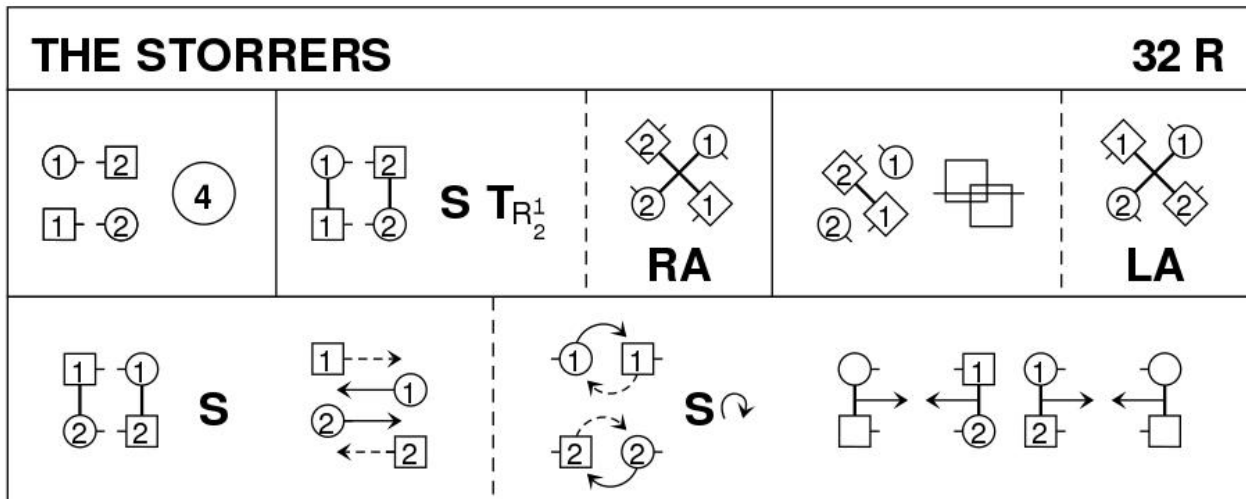 THE STORRERS 32 R
1 2 4 1 2 2 1 2 1 1 1
1 2 1 2 S T R 1 2 2 1 2 1 2 2
RA LA
1 1 1 1 1 1 1 1
2 2 S 2 2 2 2 S 2 2